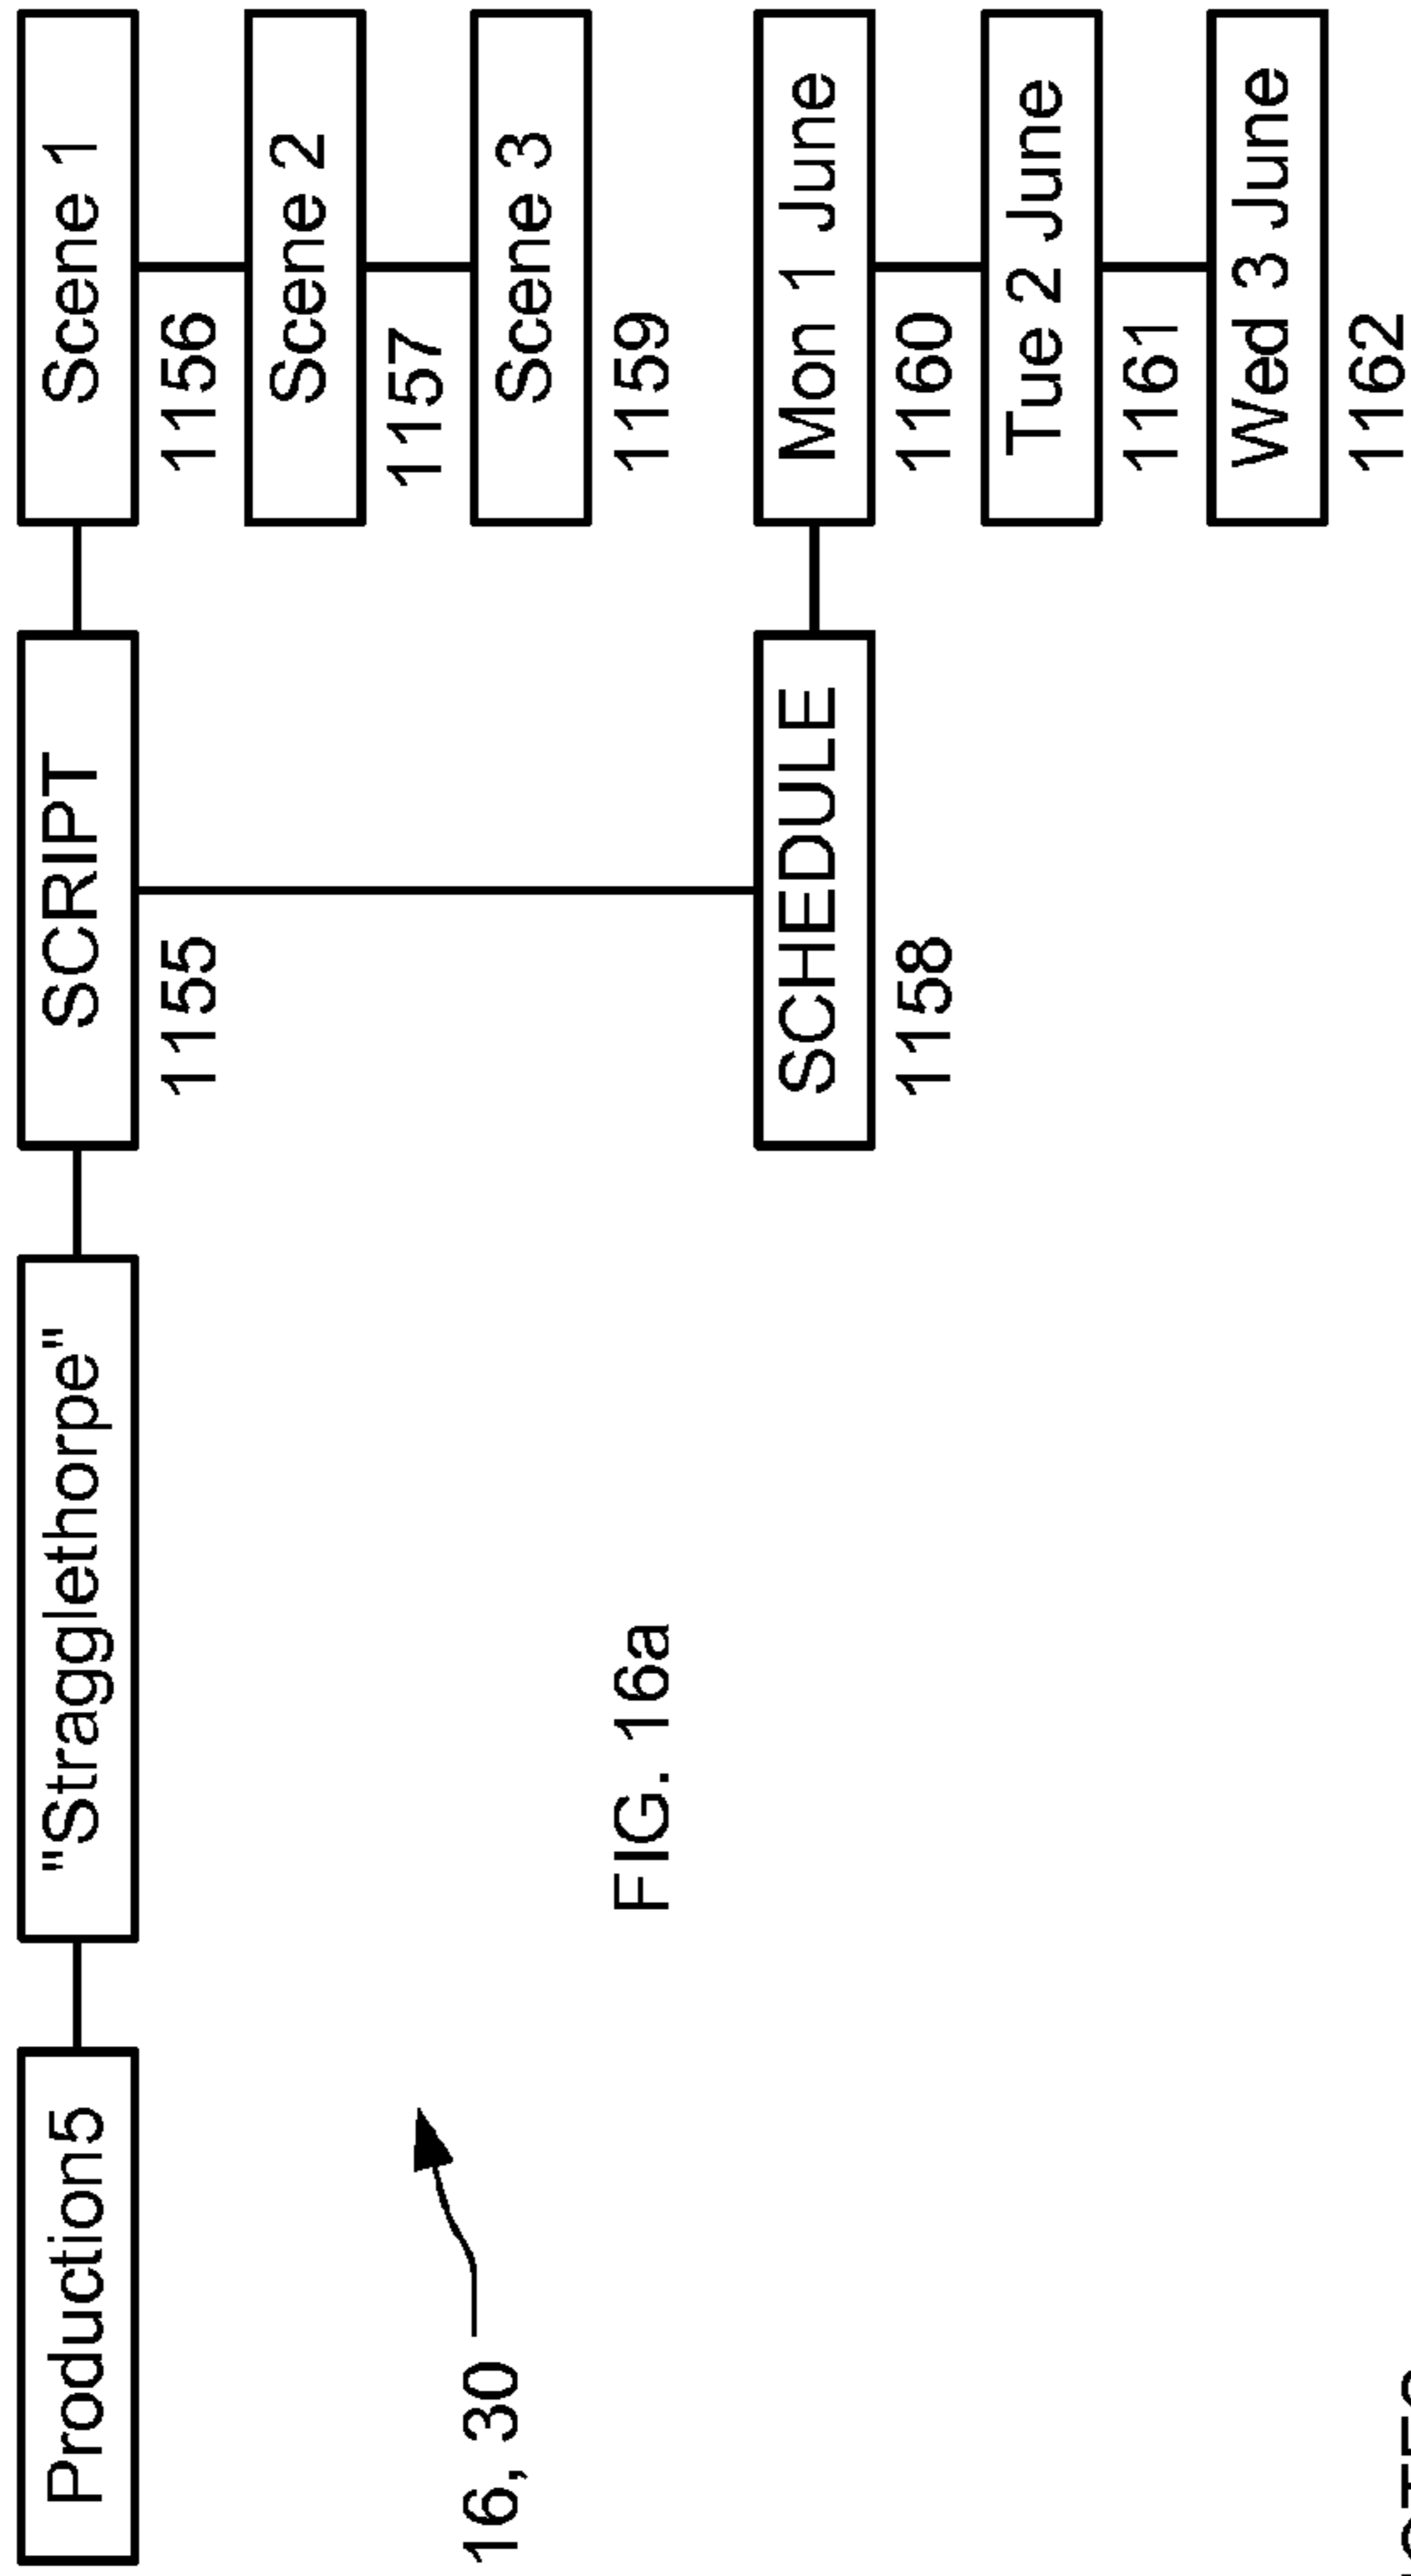 Production5
"Stragglethorpe"
SCRIPT
1155
Scene 1
1156
Scene 2
1157
Scene 3
1159
SCHEDULE
1158
Mon 1 June
1160
Tue 2 June
1161
Wed 3 June
1162
16, 30
FIG. 16a